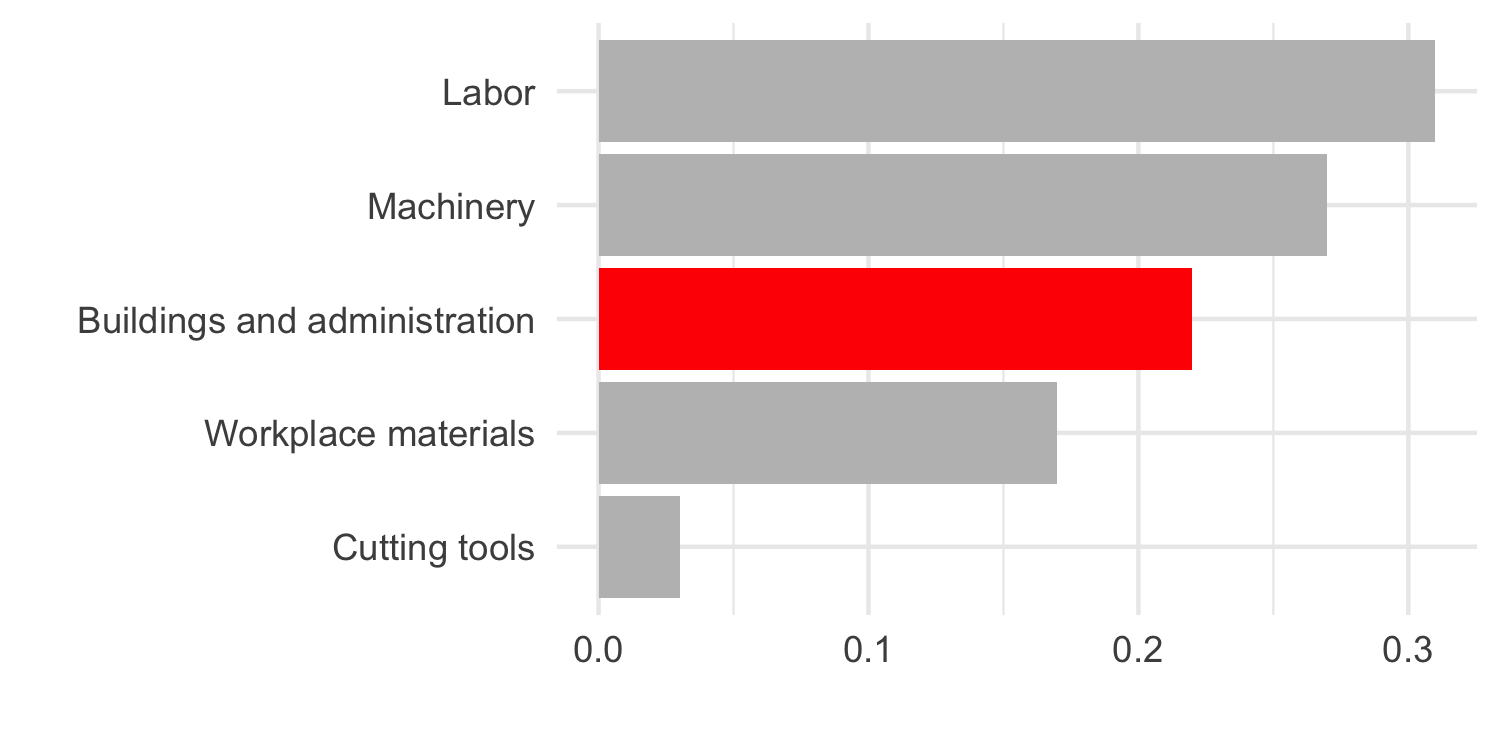 Labor
Machinery
Buildings and administration
Workplace materials
Cutting tools
0.0 0.1 0.2 0.3